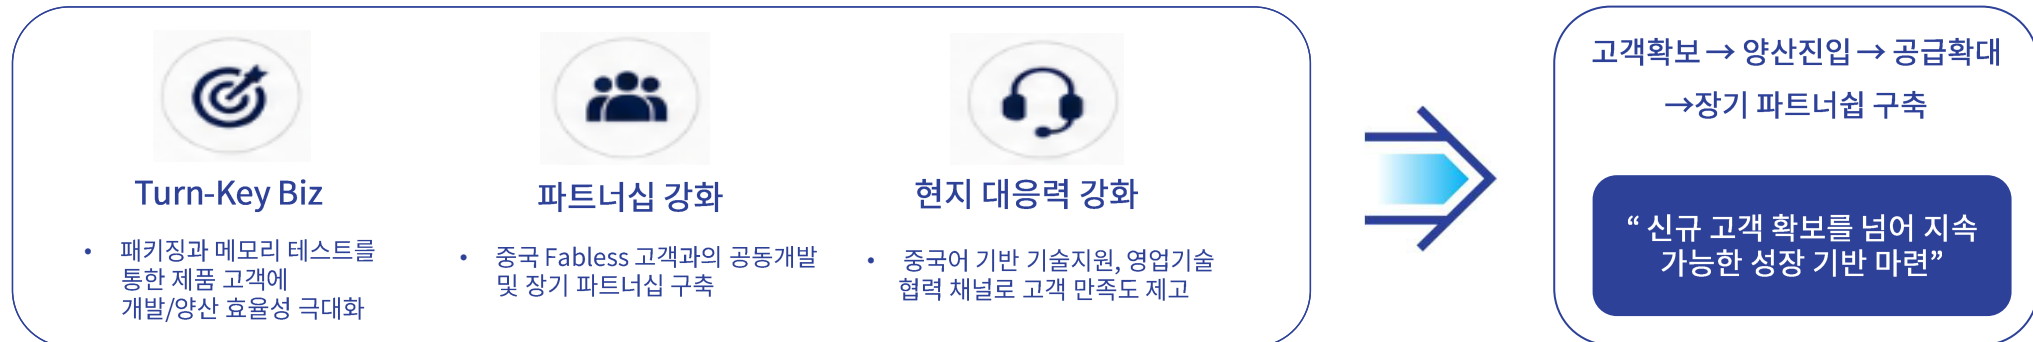 Turn-Key Biz
• 패키징과 메모리 테스트를
통한 제품 고객에
개발/양산 효율성 극대화
파트너십 강화
• 중국 Fabless 고객과의 공동개발
및 장기 파트너십 구축
현지 대응력 강화
• 중국어 기반 기술지원, 영업기술
협력 채널로 고객 만족도 제고
고객확보 → 양산진입 → 공급확대
→장기 파트너쉽 구축
“ 신규 고객 확보를 넘어 지속
가능한 성장 기반 마련”